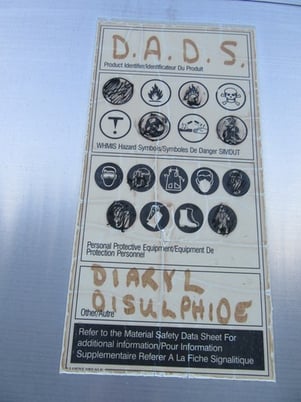 D.A.D.S.
Product Identifier/Identificateur Du Produit
WHMIS Hazard Symbols/Symboles De Danger SIMDUT
Personal Protective Equipment/Equipement De
Protection Personnel
DIARYL
DISULPHIDE
Other/Autre
Refer to the Material Safety Data Sheet For
additional information/Pour Information
Supplementaire Referer A La Fiche Signalitique